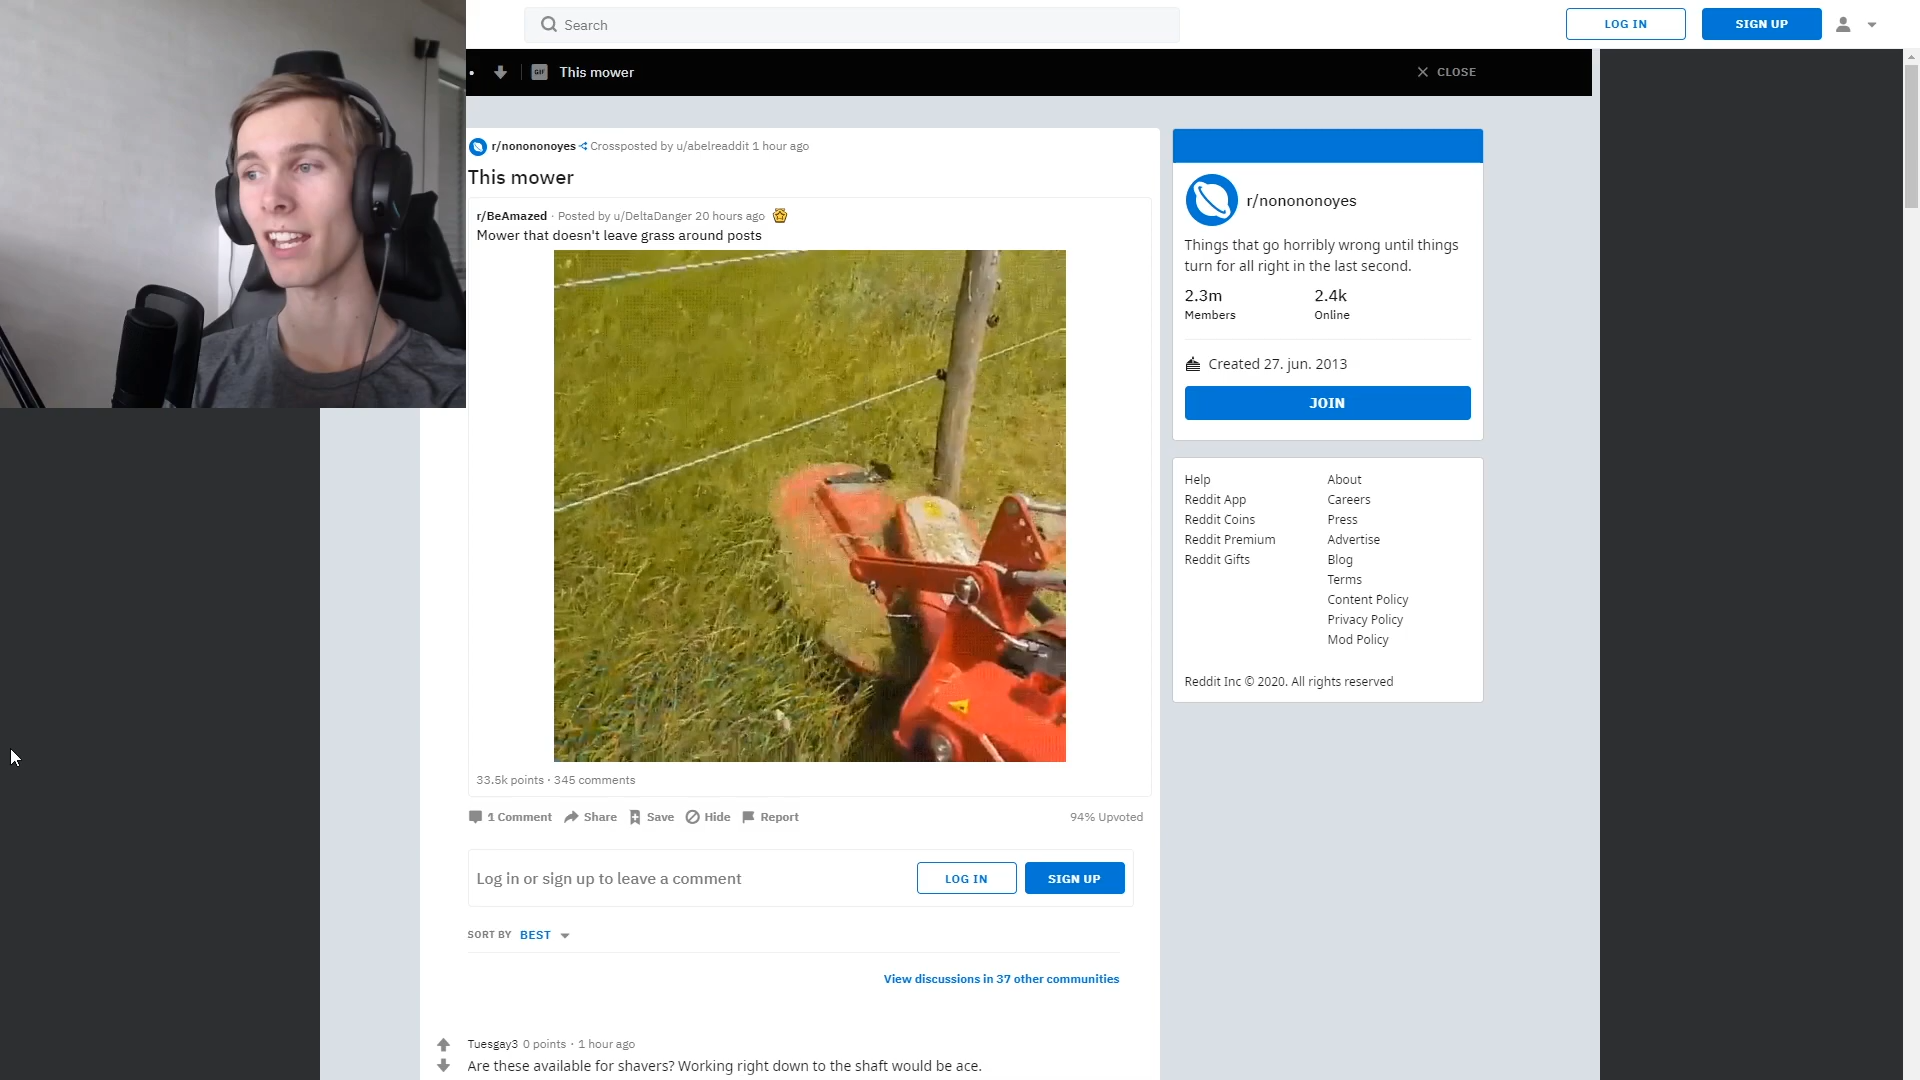 Search
LOG IN
SIGN UP
GIF
This mower
CLOSE
r/nonononoyes Crossposted by u/abelreaddit 1 hour ago
This mower
r/BeAmazed · Posted by u/DeltaDanger 20 hours ago
Mower that doesn't leave grass around posts
33.5k points · 345 comments
1 Comment Share Save Hide Report
94% Upvoted
Log in or sign up to leave a comment
LOG IN
SIGN UP
SORT BY BEST
View discussions in 37 other communities
Tuesgay3 0 points · 1 hour ago
Are these available for shavers? Working right down to the shaft would be ace.
r/nonononoyes
Things that go horribly wrong until things
turn for all right in the last second.
2.3m
Members
2.4k
Online
Created 27. jun. 2013
JOIN
Help
Reddit App
Reddit Coins
Reddit Premium
Reddit Gifts
About
Careers
Press
Advertise
Blog
Terms
Content Policy
Privacy Policy
Mod Policy
Reddit Inc © 2020. All rights reserved